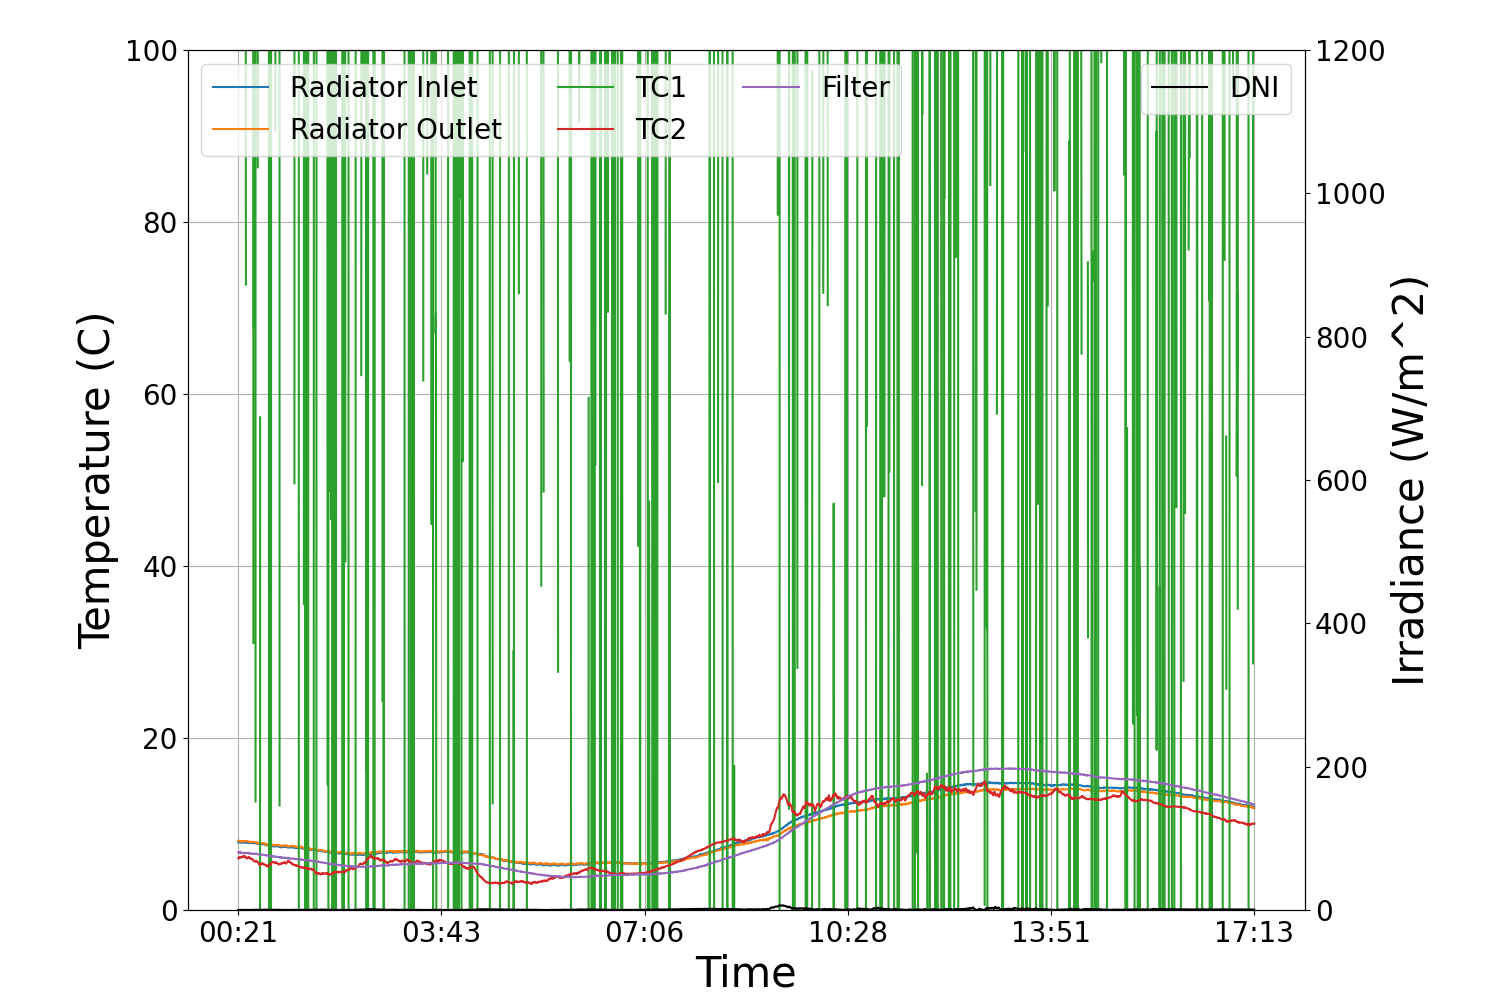 100
80
60
40
20
0
Temperature (C)
Radiator Inlet
Radiator Outlet
TC1
TC2
Filter
DNI
1200
1000
800
600
400
200
0
Irradiance (W/m^2)
00:21
03:43
07:06
10:28
13:51
17:13
Time